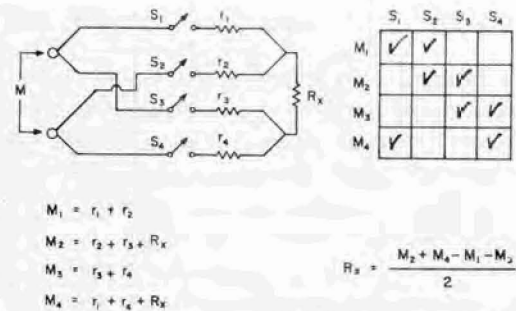 S₁ r₁
S₂ r₂
M
S₃ r₃
Rₓ
S₄ r₄
S₁ S₂ S₃ S₄
M₁ ✓ ✓
M₂ ✓ ✓
M₃ ✓ ✓
M₄ ✓ ✓
M₁ = r₁ + r₂
M₂ = r₂ + r₃ + Rₓ
M₃ = r₃ + r₄
M₄ = r₁ + r₄ + Rₓ
Rₓ = (M₂ + M₄ − M₁ − M₃) / 2